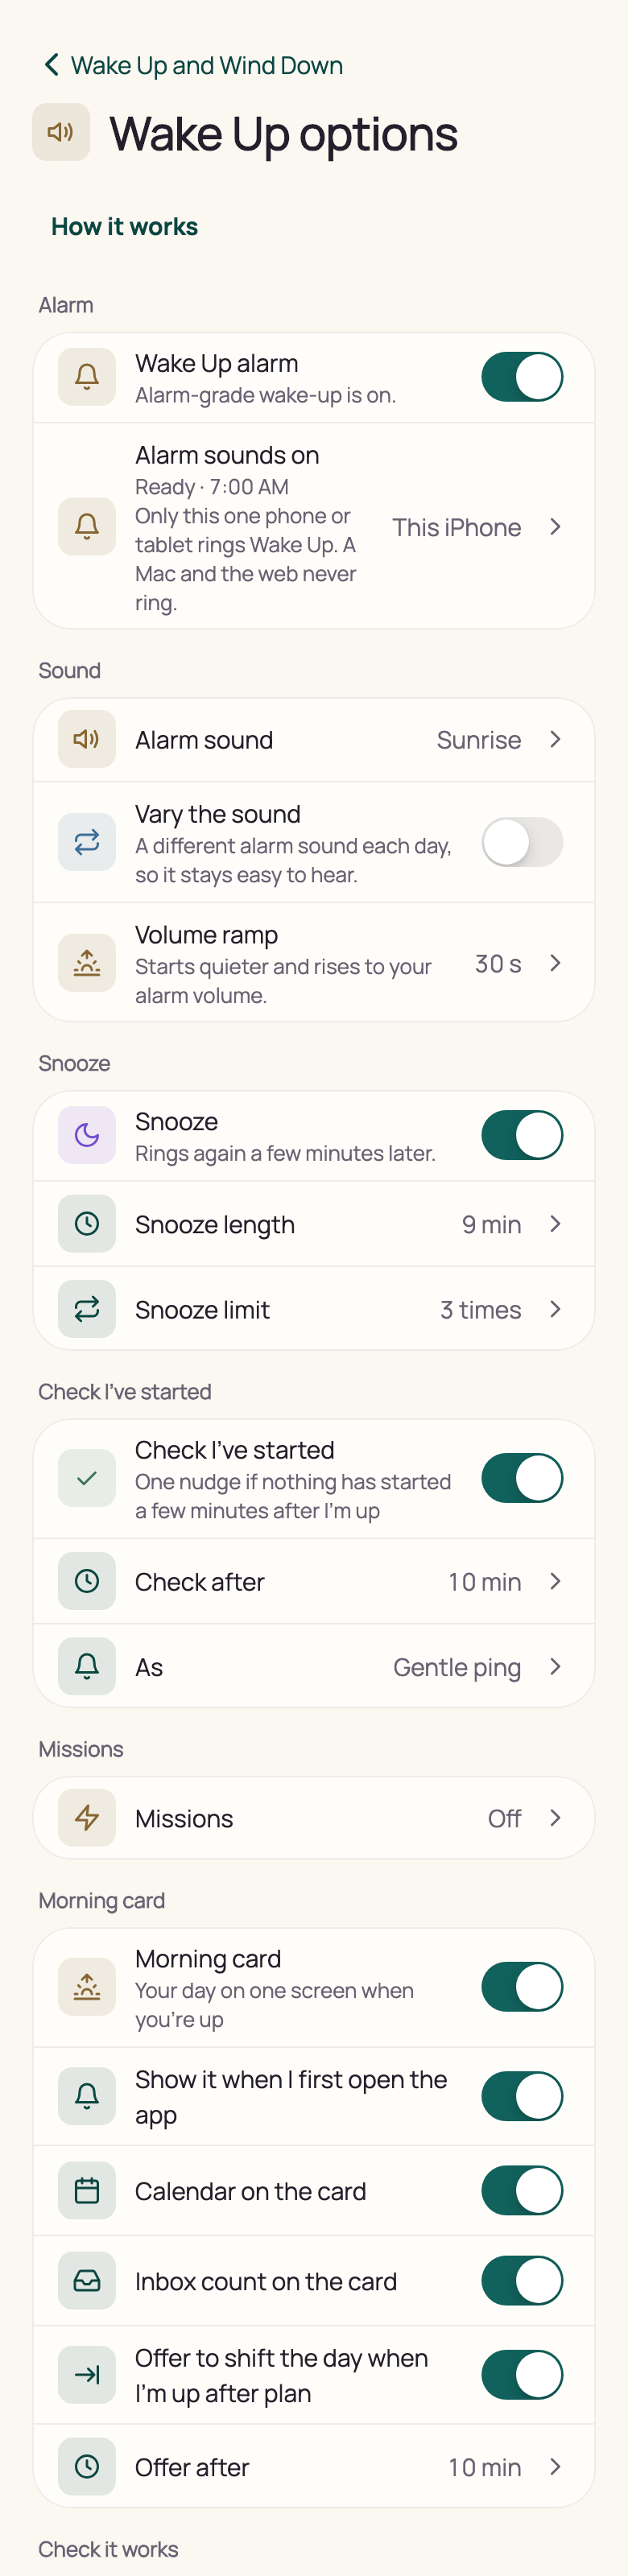 Wake Up and Wind Down
Wake Up options
How it works
Alarm
Wake Up alarm
Alarm-grade wake-up is on.
Alarm sounds on
Ready · 7:00 AM
Only this one phone or
tablet rings Wake Up. A
Mac and the web never
ring.
This iPhone
Sound
Alarm sound
Sunrise
Vary the sound
A different alarm sound each day,
so it stays easy to hear.
Volume ramp
Starts quieter and rises to your
alarm volume.
30 s
Snooze
Snooze
Rings again a few minutes later.
Snooze length
9 min
Snooze limit
3 times
Check I've started
Check I've started
One nudge if nothing has started
a few minutes after I'm up
Check after
10 min
As
Gentle ping
Missions
Missions
Off
Morning card
Morning card
Your day on one screen when
you're up
Show it when I first open the
app
Calendar on the card
Inbox count on the card
Offer to shift the day when
I'm up after plan
Offer after
10 min
Check it works